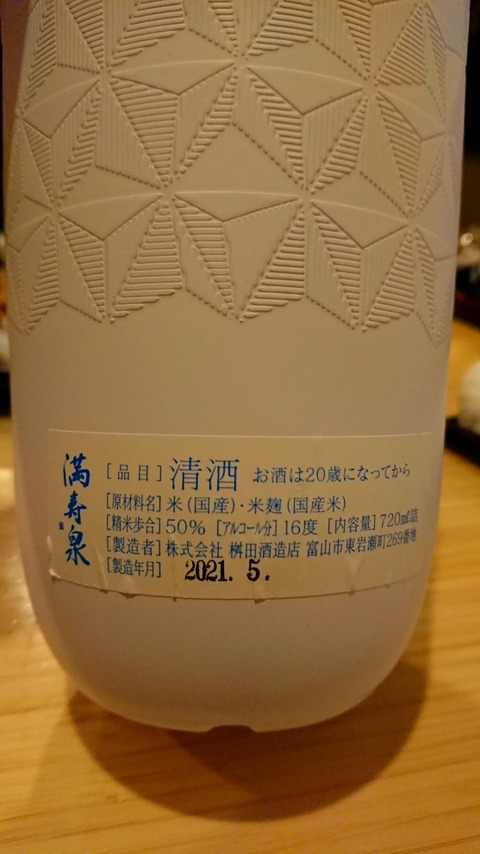 満寿泉
[品目]清酒 お酒は20歳になってから
[原材料名]米(国産)・米麹(国産米)
[精米歩合]50% [アルコール分]16度 [内容量]720ml詰
[製造者]株式会社 桝田酒造店 富山市東岩瀬町269番地
[製造年月] 2021. 5.